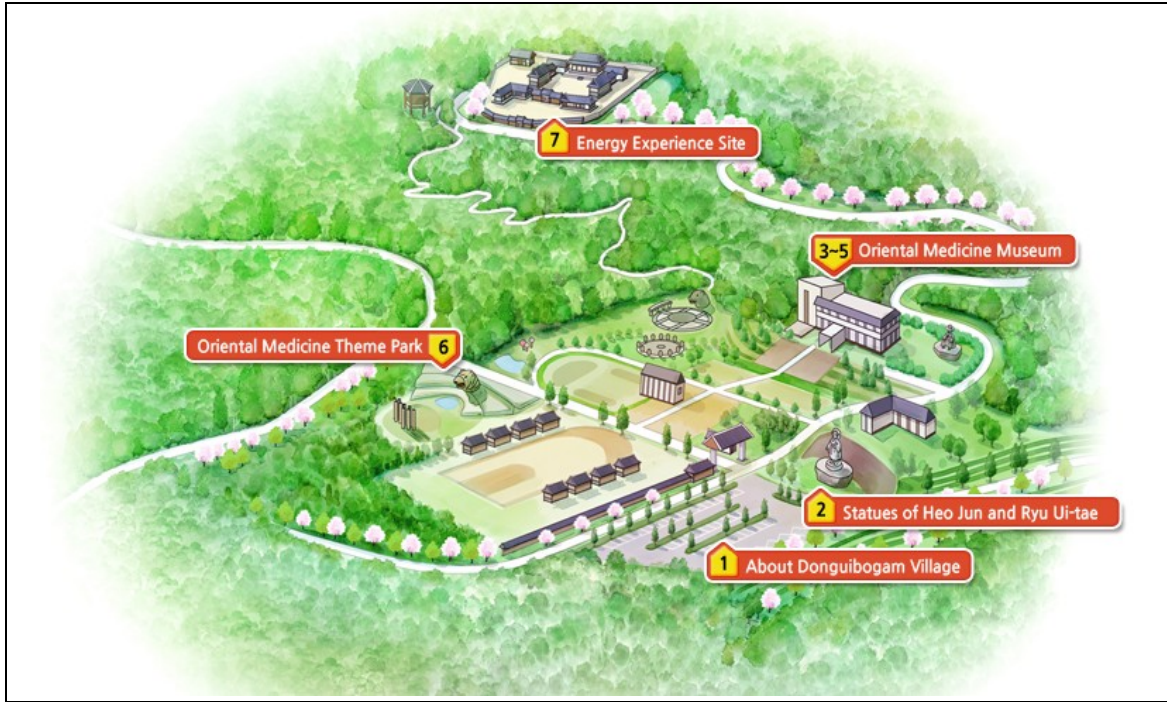 7 Energy Experience Site
3~5 Oriental Medicine Museum
Oriental Medicine Theme Park 6
2 Statues of Heo Jun and Ryu Ui-tae
1 About Donguibogam Village